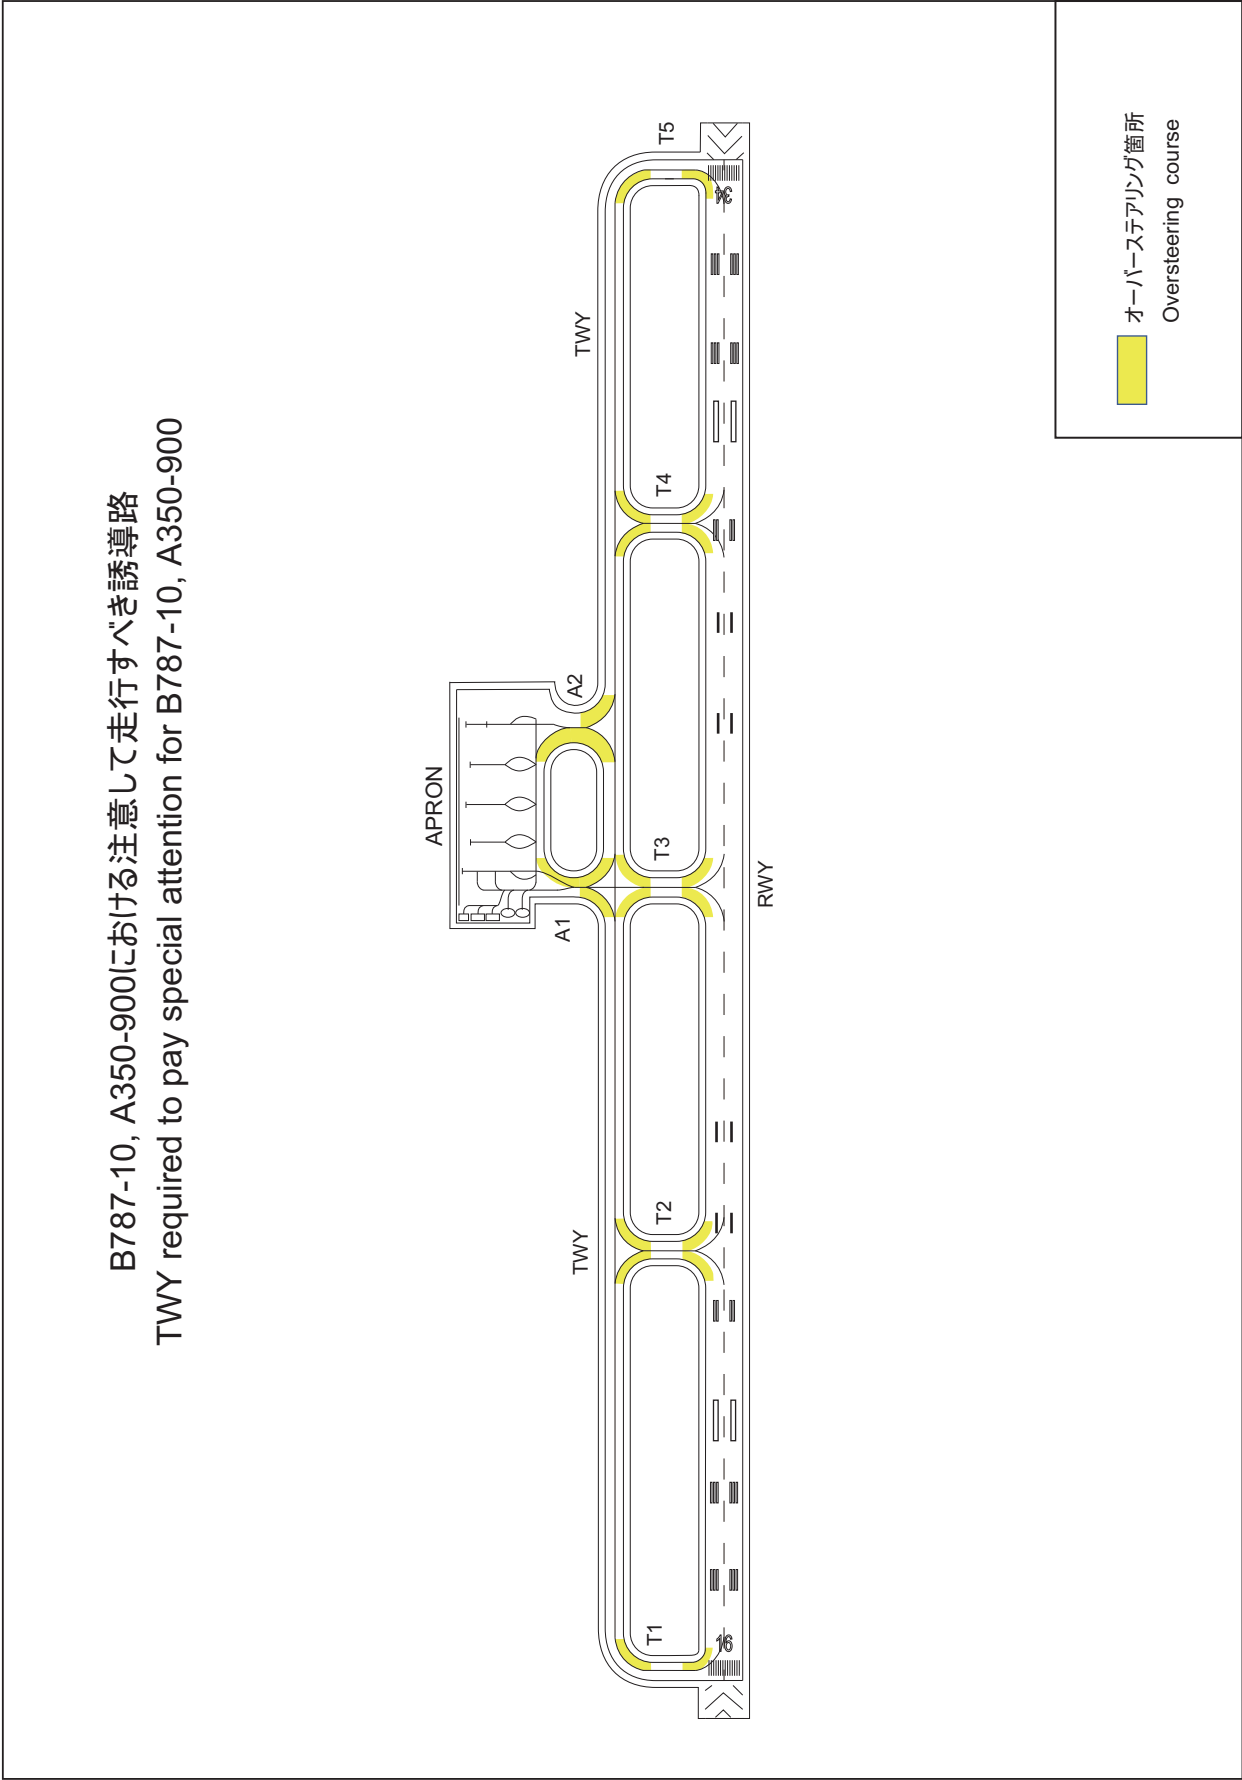 B787-10, A350-900における注意して走行すべき誘導路
TWY required to pay special attention for B787-10, A350-900
APRON
A1
A2
TWY
TWY
T1
T2
T3
T4
T5
16
34
RWY
オーバーステアリング箇所
Oversteering course